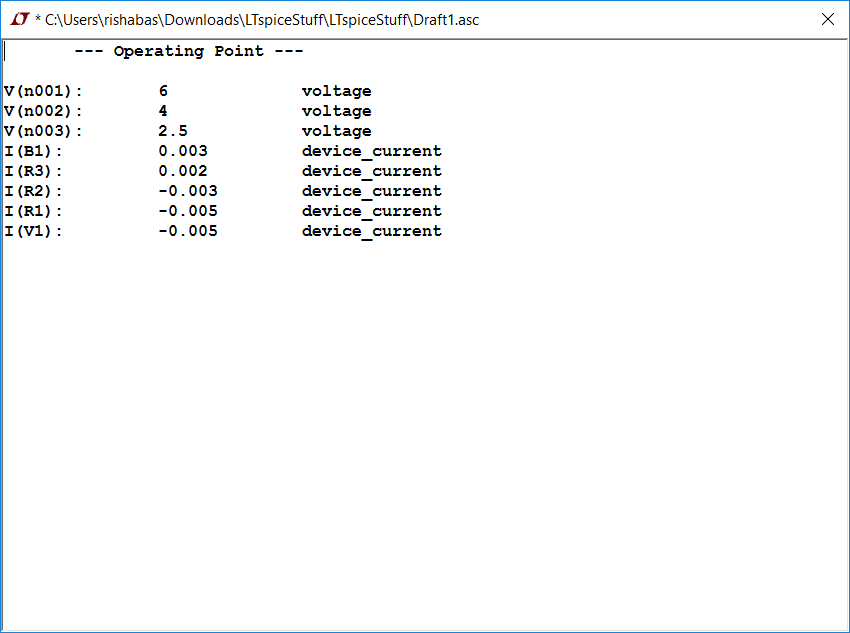 * C:\Users\rishabas\Downloads\LTspiceStuff\LTspiceStuff\Draft1.asc
--- Operating Point ---
V(n001): 6 voltage
V(n002): 4 voltage
V(n003): 2.5 voltage
I(B1): 0.003 device_current
I(R3): 0.002 device_current
I(R2): -0.003 device_current
I(R1): -0.005 device_current
I(V1): -0.005 device_current